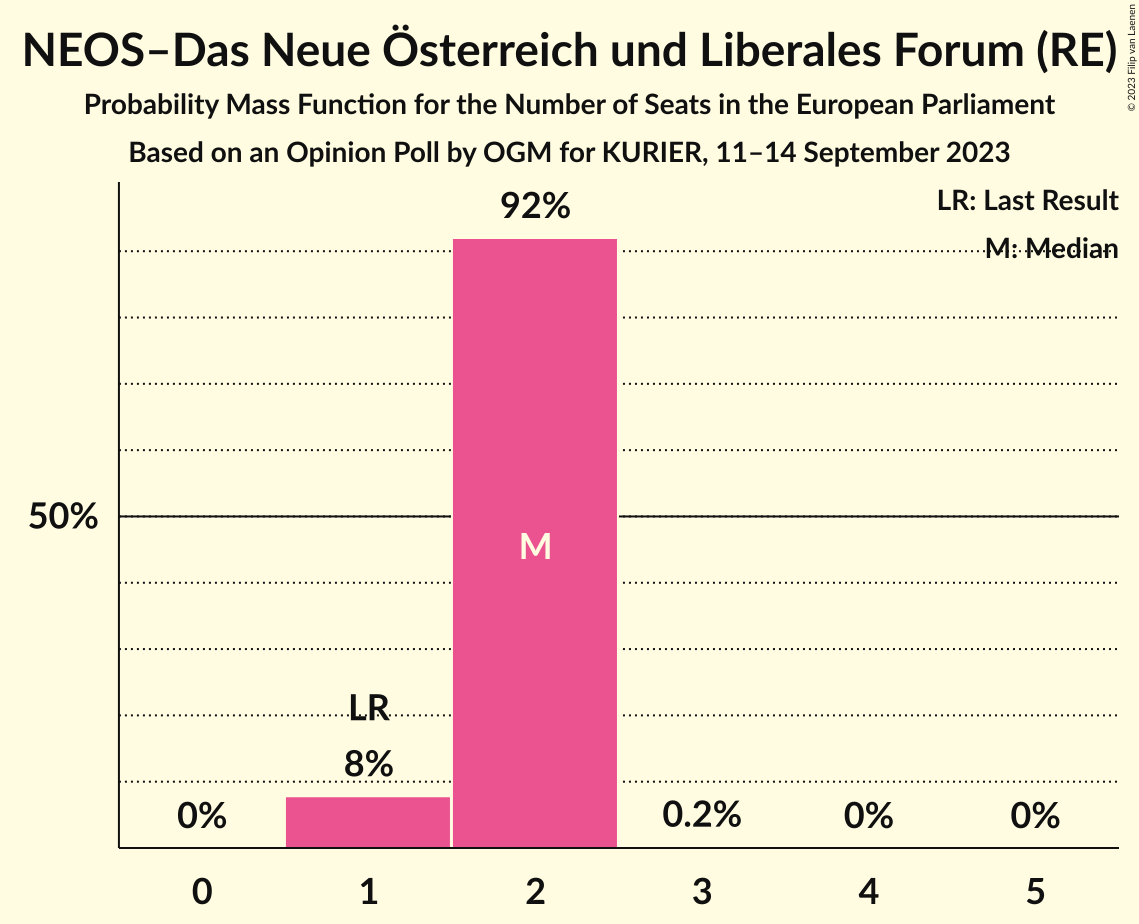 NEOS–Das Neue Österreich und Liberales Forum (RE)
Probability Mass Function for the Number of Seats in the European Parliament
Based on an Opinion Poll by OGM for KURIER, 11–14 September 2023
© 2023 Filip van Laenen
LR: Last Result
M: Median
92%
50%
M
LR
8%
0%
0.2%
0%
0%
0 1 2 3 4 5